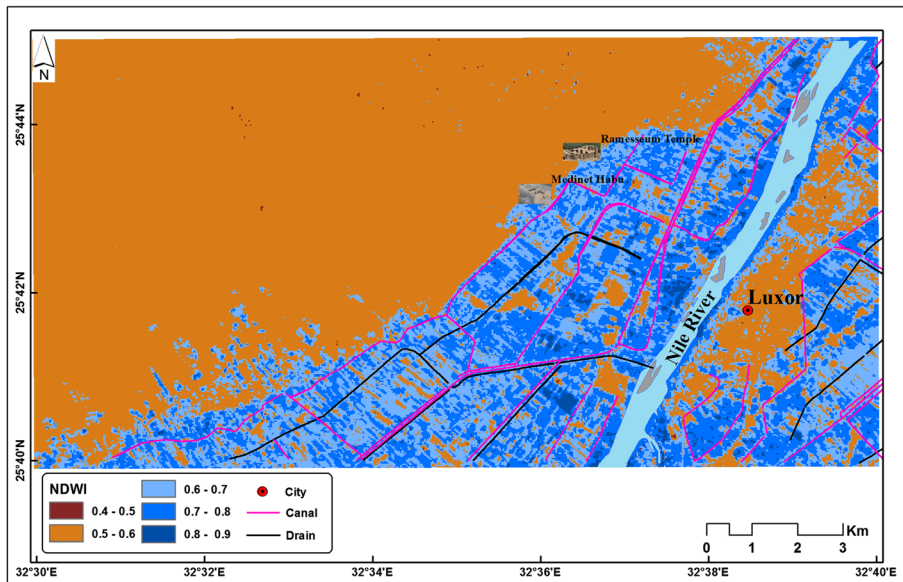 N
25°44'N
25°42'N
25°40'N
Ramesseum Temple
Medinet Habu
Luxor
Nile River
NDWI
0.4 - 0.5
0.5 - 0.6
0.6 - 0.7
0.7 - 0.8
0.8 - 0.9
City
Canal
Drain
Km
0 1 2 3
32°30'E 32°32'E 32°34'E 32°36'E 32°38'E 32°40'E